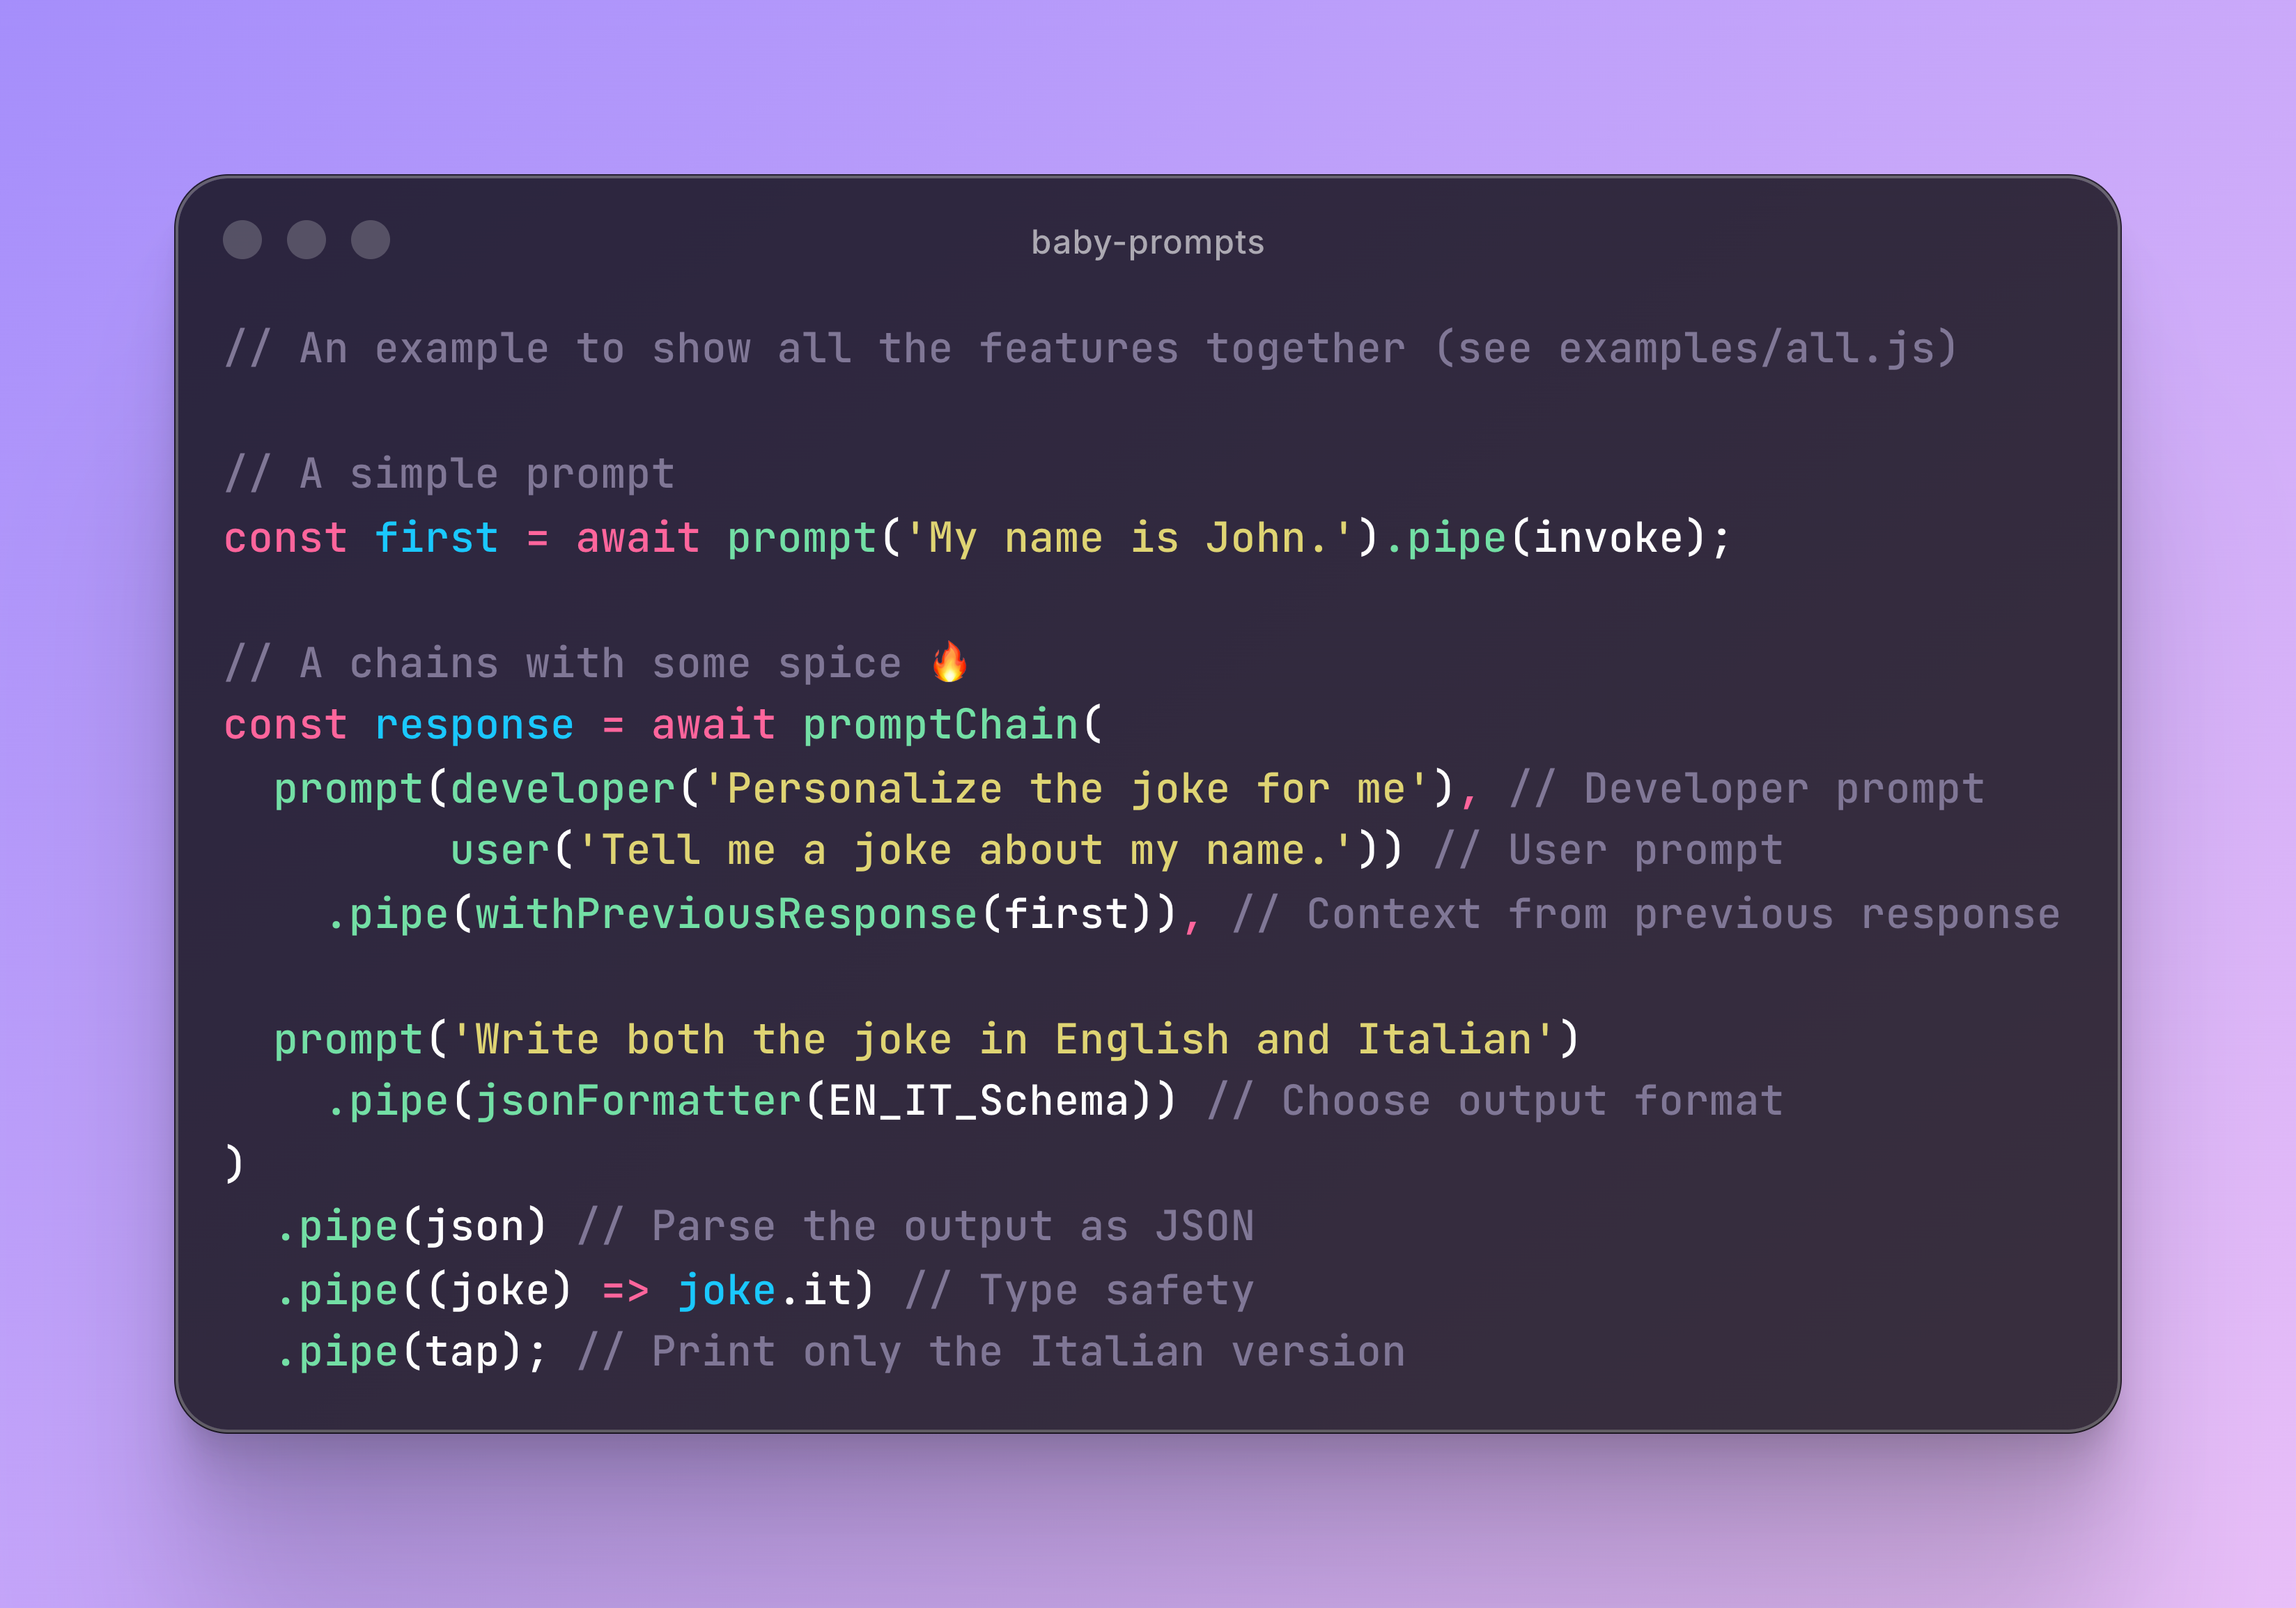 baby-prompts
// An example to show all the features together (see examples/all.js)
// A simple prompt
const first = await prompt('My name is John.').pipe(invoke);
// A chains with some spice 🔥
const response = await promptChain(
  prompt(developer('Personalize the joke for me'), // Developer prompt
         user('Tell me a joke about my name.')) // User prompt
    .pipe(withPreviousResponse(first)), // Context from previous response
  prompt('Write both the joke in English and Italian')
    .pipe(jsonFormatter(EN_IT_Schema)) // Choose output format
)
  .pipe(json) // Parse the output as JSON
  .pipe((joke) => joke.it) // Type safety
  .pipe(tap); // Print only the Italian version